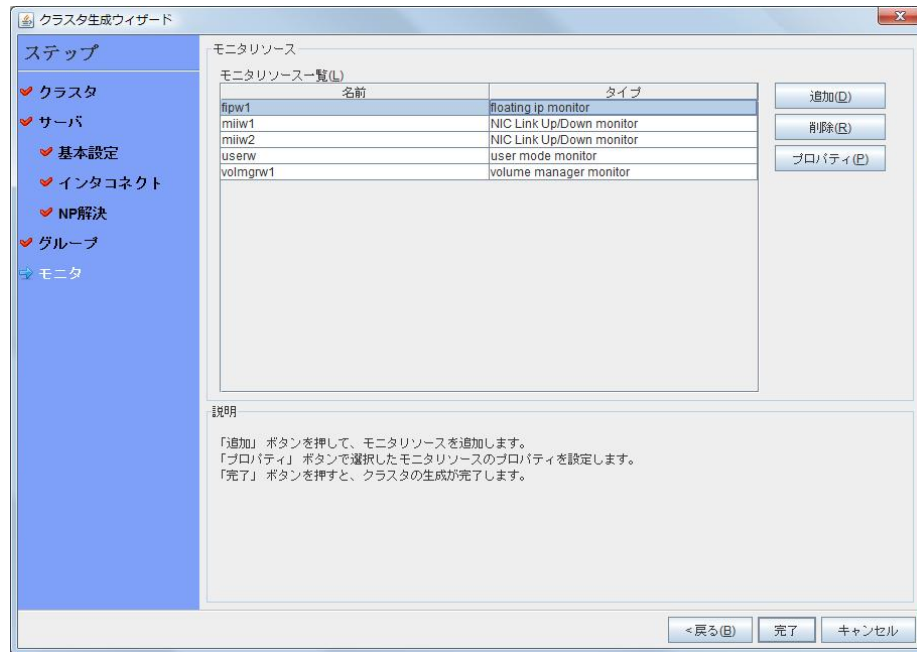 クラスタ生成ウィザード
ステップ
クラスタ
サーバ
基本設定
インタコネクト
NP解決
グループ
モニタ
モニタリソース
モニタリソース一覧(L)
名前 タイプ
fipw1 floating ip monitor
miiw1 NIC Link Up/Down monitor
miiw2 NIC Link Up/Down monitor
userw user mode monitor
volmgrw1 volume manager monitor
追加(D)
削除(R)
プロパティ(P)
説明
「追加」 ボタンを押して、モニタリソースを追加します。
「プロパティ」 ボタンで選択したモニタリソースのプロパティを設定します。
「完了」 ボタンを押すと、クラスタの生成が完了します。
<戻る(B) 完了 キャンセル